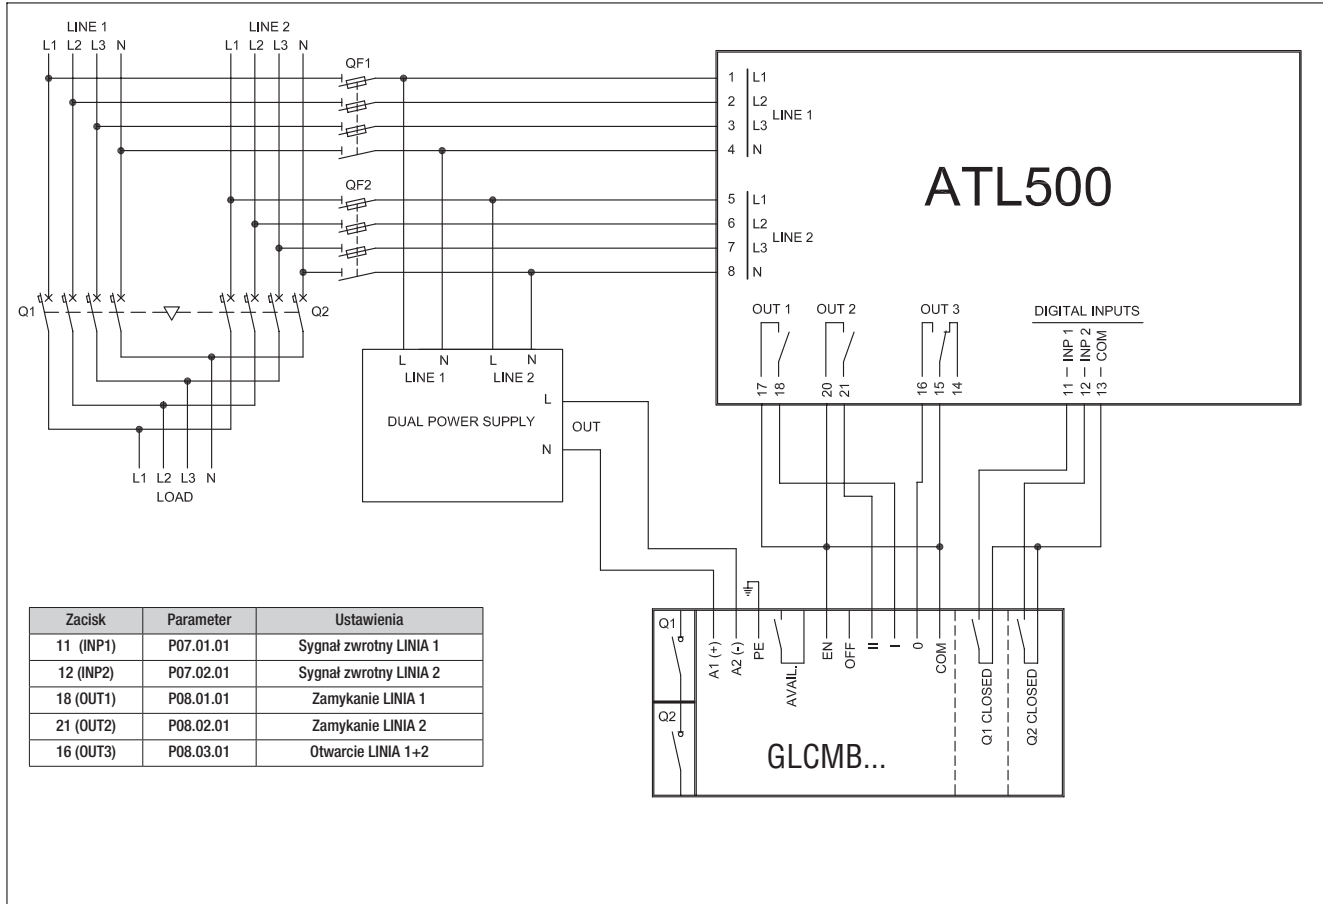 LINE 1 LINE 2
L1 L2 L3 N L1 L2 L3 N
QF1
1 L1
2 L2
3 L3
4 N
LINE 1
ATL500
QF2
5 L1
6 L2
7 L3
8 N
LINE 2
Q1 Q2
OUT 1 OUT 2 OUT 3 DIGITAL INPUTS
17 18 20 21 16 15 14
11 – INP 1
12 – INP 2
13 – COM
L N L N
LINE 1 LINE 2
DUAL POWER SUPPLY
L
OUT
N
L1 L2 L3 N
LOAD
Zacisk Parameter Ustawienia
11 (INP1) P07.01.01 Sygnał zwrotny LINIA 1
12 (INP2) P07.02.01 Sygnał zwrotny LINIA 2
18 (OUT1) P08.01.01 Zamykanie LINIA 1
21 (OUT2) P08.02.01 Zamykanie LINIA 2
16 (OUT3) P08.03.01 Otwarcie LINIA 1+2
Q1
Q2
A1 (+)
A2 (-)
PE
AVAIL.
EN
OFF
II
I
0
COM
Q1 CLOSED
Q2 CLOSED
GLCMB...